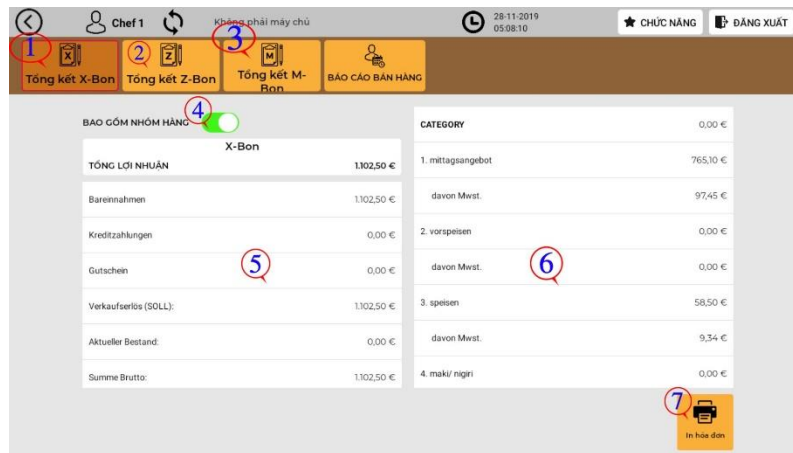 Chef 1
Không phải máy chủ
28-11-2019
05:08:10
CHỨC NĂNG
ĐĂNG XUẤT
1
X
Tổng kết X-Bon
2
Z
Tổng kết Z-Bon
3
M
Tổng kết M-
Bon
BÁO CÁO BÁN HÀNG
4
BAO GỒM NHÓM HÀNG
X-Bon
TỔNG LỢI NHUẬN 1.102,50 €
Bareinnahmen 1.102,50 €
Kreditzahlungen 0,00 €
Gutschein 0,00 €
5
Verkaufserlös (SOLL): 1.102,50 €
Aktueller Bestand: 0,00 €
Summe Brutto: 1.102,50 €
CATEGORY 0,00 €
1. mittagsangebot 765,10 €
davon Mwst. 97,45 €
2. vorspeisen 0,00 €
davon Mwst. 0,00 €
6
3. speisen 58,50 €
davon Mwst. 9,34 €
4. maki/ nigiri 0,00 €
7
In hóa đơn